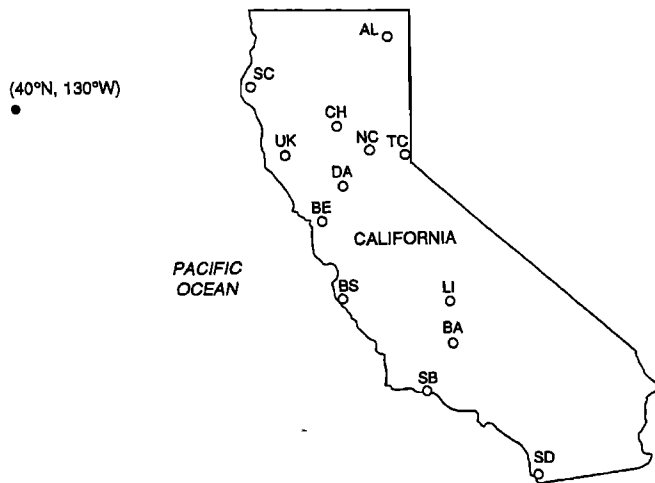 AL
SC
(40°N, 130°W)
CH
UK
NC
TC
DA
BE
CALIFORNIA
PACIFIC
OCEAN
BS
LI
BA
SB
SD